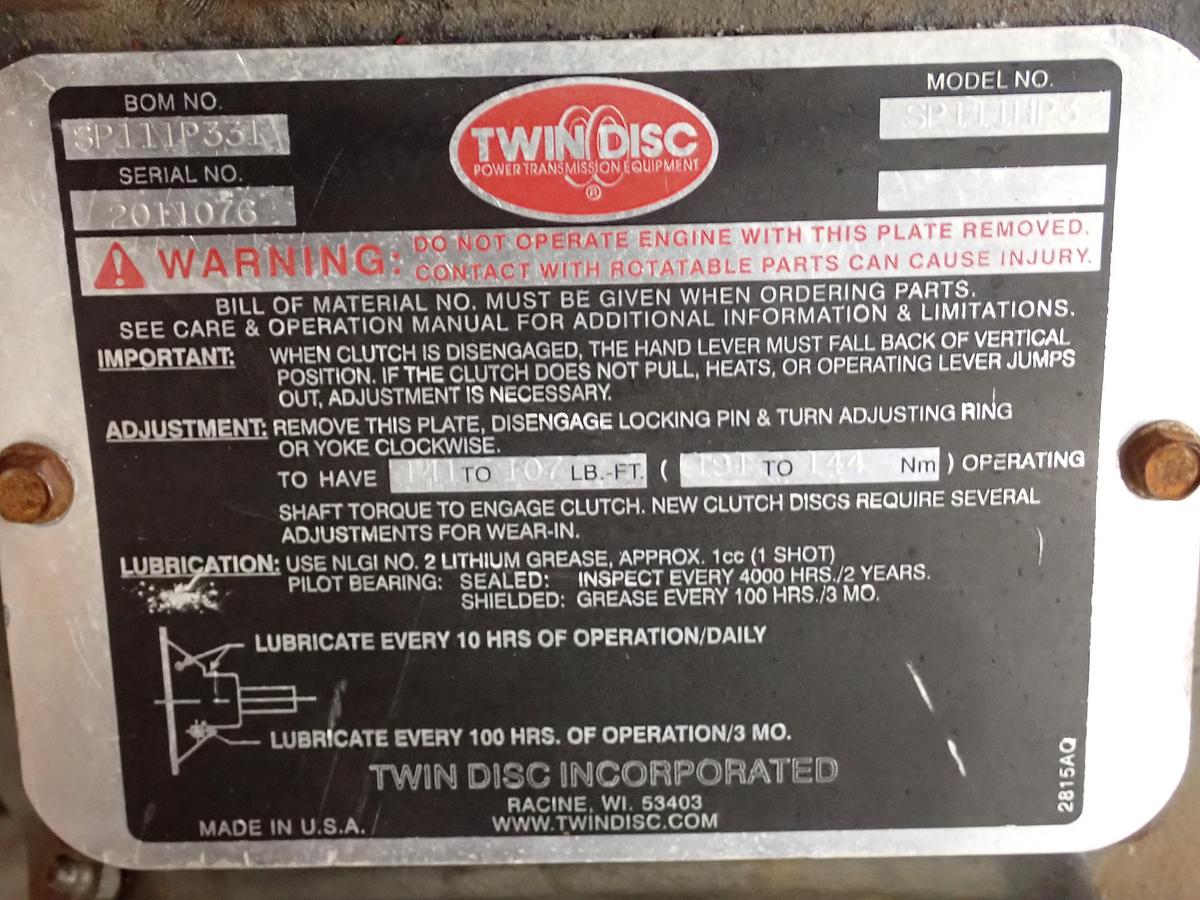 BOM NO.
SP111P331
SERIAL NO.
2011076
TWIN DISC
POWER TRANSMISSION EQUIPMENT
®
MODEL NO.
SP111HP3
WARNING: DO NOT OPERATE ENGINE WITH THIS PLATE REMOVED.
CONTACT WITH ROTATABLE PARTS CAN CAUSE INJURY.
BILL OF MATERIAL NO. MUST BE GIVEN WHEN ORDERING PARTS.
SEE CARE & OPERATION MANUAL FOR ADDITIONAL INFORMATION & LIMITATIONS.
IMPORTANT: WHEN CLUTCH IS DISENGAGED, THE HAND LEVER MUST FALL BACK OF VERTICAL
POSITION. IF THE CLUTCH DOES NOT PULL, HEATS, OR OPERATING LEVER JUMPS
OUT, ADJUSTMENT IS NECESSARY.
ADJUSTMENT: REMOVE THIS PLATE, DISENGAGE LOCKING PIN & TURN ADJUSTING RING
OR YOKE CLOCKWISE.
TO HAVE 141 TO 107 LB.-FT. ( 191 TO 144 Nm ) OPERATING
SHAFT TORQUE TO ENGAGE CLUTCH. NEW CLUTCH DISCS REQUIRE SEVERAL
ADJUSTMENTS FOR WEAR-IN.
LUBRICATION: USE NLGI NO. 2 LITHIUM GREASE, APPROX. 1cc (1 SHOT)
PILOT BEARING: SEALED: INSPECT EVERY 4000 HRS./2 YEARS.
SHIELDED: GREASE EVERY 100 HRS./3 MO.
LUBRICATE EVERY 10 HRS OF OPERATION/DAILY
LUBRICATE EVERY 100 HRS. OF OPERATION/3 MO.
TWIN DISC INCORPORATED
RACINE, WI. 53403
WWW.TWINDISC.COM
MADE IN U.S.A.
2815AQ